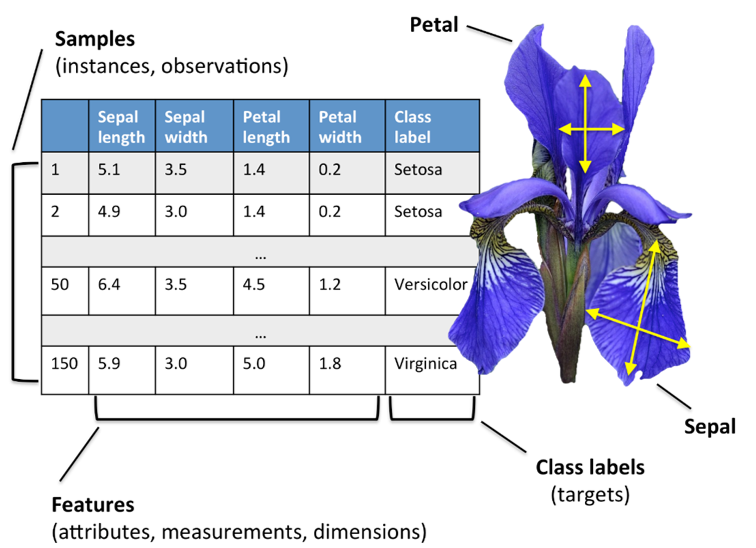 Samples
(instances, observations)
Petal
Sepal length Sepal width Petal length Petal width Class label
1 5.1 3.5 1.4 0.2 Setosa
2 4.9 3.0 1.4 0.2 Setosa
...
50 6.4 3.5 4.5 1.2 Versicolor
...
150 5.9 3.0 5.0 1.8 Virginica
Sepal
Class labels
(targets)
Features
(attributes, measurements, dimensions)